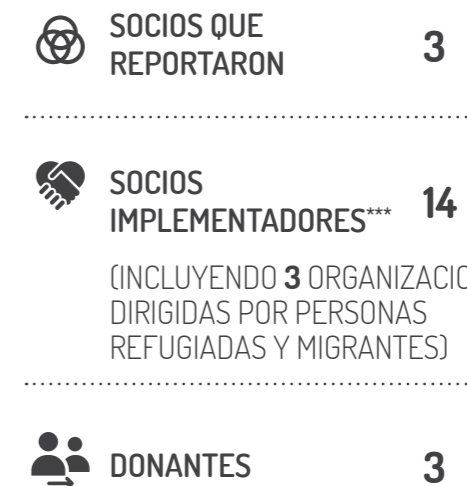 SOCIOS QUE
REPORTARON 3
SOCIOS
IMPLEMENTADORES*** 14
(INCLUYENDO 3
DIRIGIDAS POR PERSONAS
REFUGIADAS Y MIGRANTES)
DONANTES 3